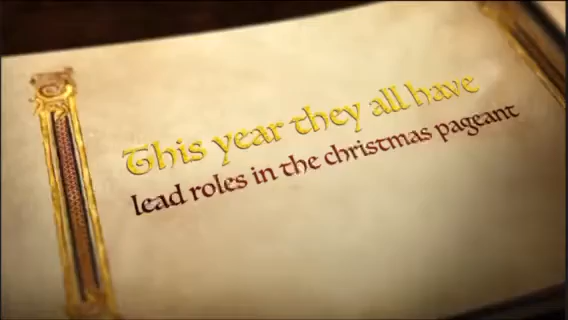 This year they all have
lead roles in the christmas pageant